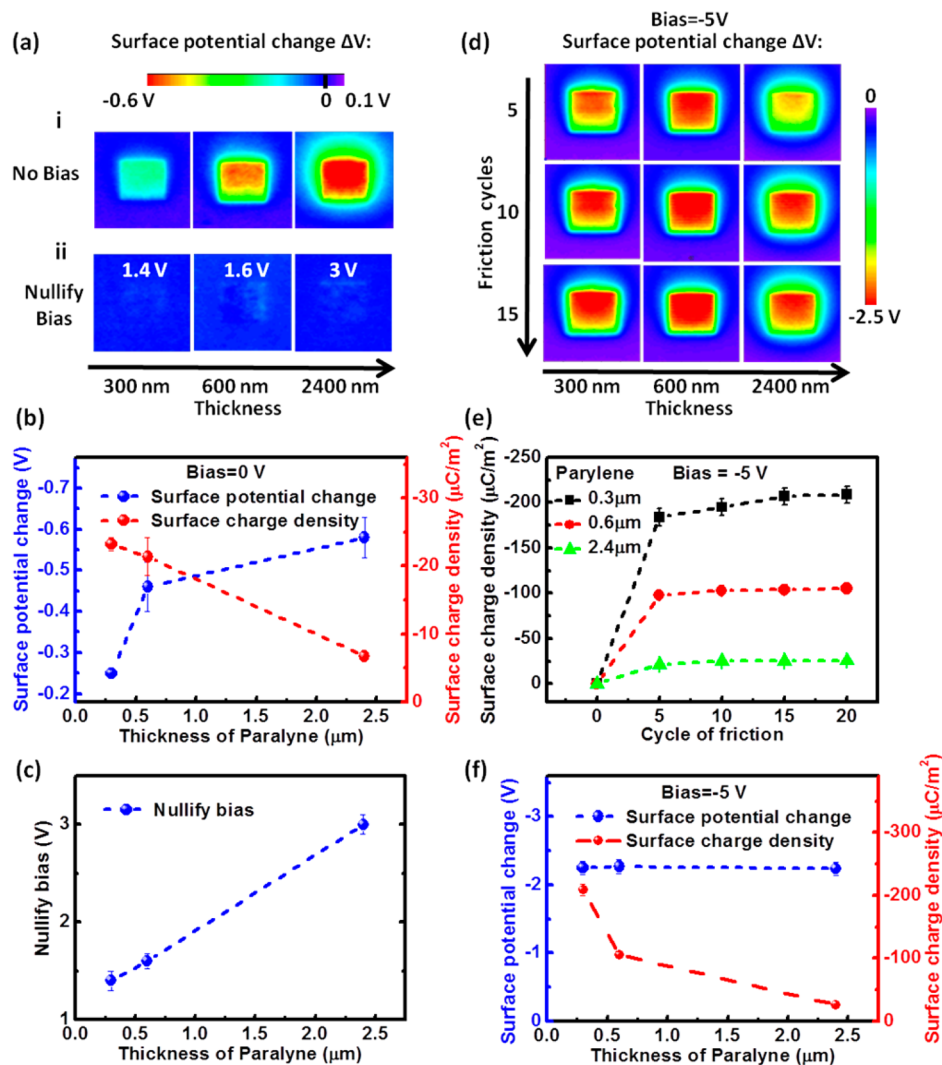 (a)
Surface potential change ΔV:
-0.6 V
0
0.1 V
i
No Bias
ii
Nullify
Bias
1.4 V
1.6 V
3 V
300 nm
600 nm
2400 nm
Thickness
(d)
Bias=-5V
Surface potential change ΔV:
Friction cycles
5
10
15
0
-2.5 V
300 nm
600 nm
2400 nm
Thickness
(b)
Surface potential change (V)
-0.7
-0.6
-0.5
-0.4
-0.3
-0.2
Bias=0 V
Surface potential change
Surface charge density
-30
-20
-10
0
Surface charge density (μC/m²)
0.0
0.5
1.0
1.5
2.0
2.5
Thickness of Paralyne (μm)
(e)
Surface charge density (μC/m²)
-250
-200
-150
-100
-50
0
Parylene
Bias = -5 V
0.3μm
0.6μm
2.4μm
0
5
10
15
20
Cycle of friction
(c)
Nullify bias (V)
3
2
1
Nullify bias
0.0
0.5
1.0
1.5
2.0
2.5
Thickness of Paralyne (μm)
(f)
Surface potential change (V)
-3
-2
-1
0
Bias=-5 V
Surface potential change
Surface charge density
-300
-200
-100
0
Surface charge density (μC/m²)
0.0
0.5
1.0
1.5
2.0
2.5
Thickness of Paralyne (μm)